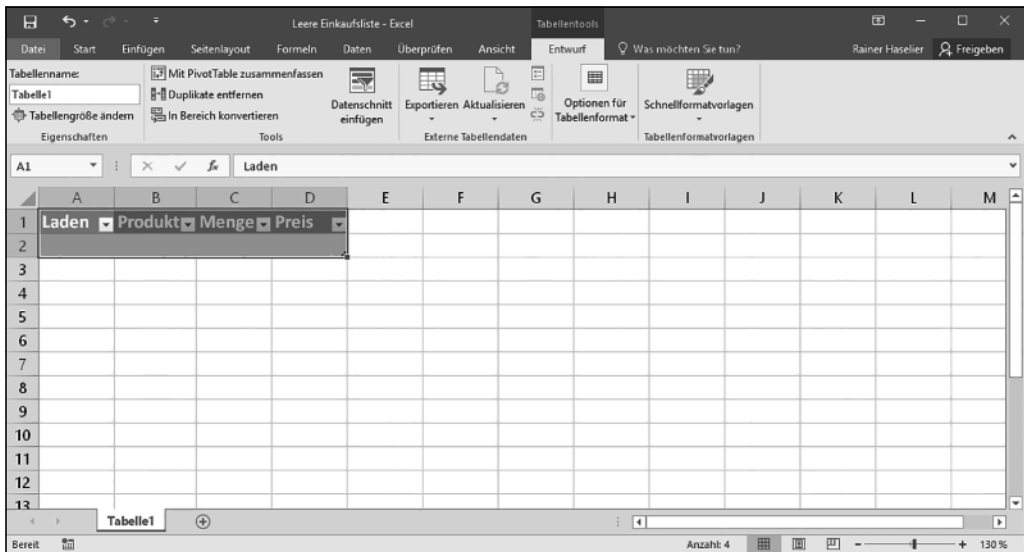 Leere Einkaufsliste - Excel
Tabellentools
Datei Start Einfügen Seitenlayout Formeln Daten Überprüfen Ansicht Entwurf Was möchten Sie tun? Rainer Haselier Freigeben
Tabellenname:
Tabelle1
Tabellengröße ändern
Eigenschaften
Mit PivotTable zusammenfassen
Duplikate entfernen
In Bereich konvertieren
Tools
Datenschnitt
einfügen
Exportieren Aktualisieren
Externe Tabellendaten
Optionen für
Tabellenformat
Schnellformatvorlagen
Tabellenformatvorlagen
A1 fx Laden
A B C D E F G H I J K L M
1 Laden Produkt Menge Preis
2
3
4
5
6
7
8
9
10
11
12
13
Tabelle1
Bereit Anzahl: 4 - + 130 %